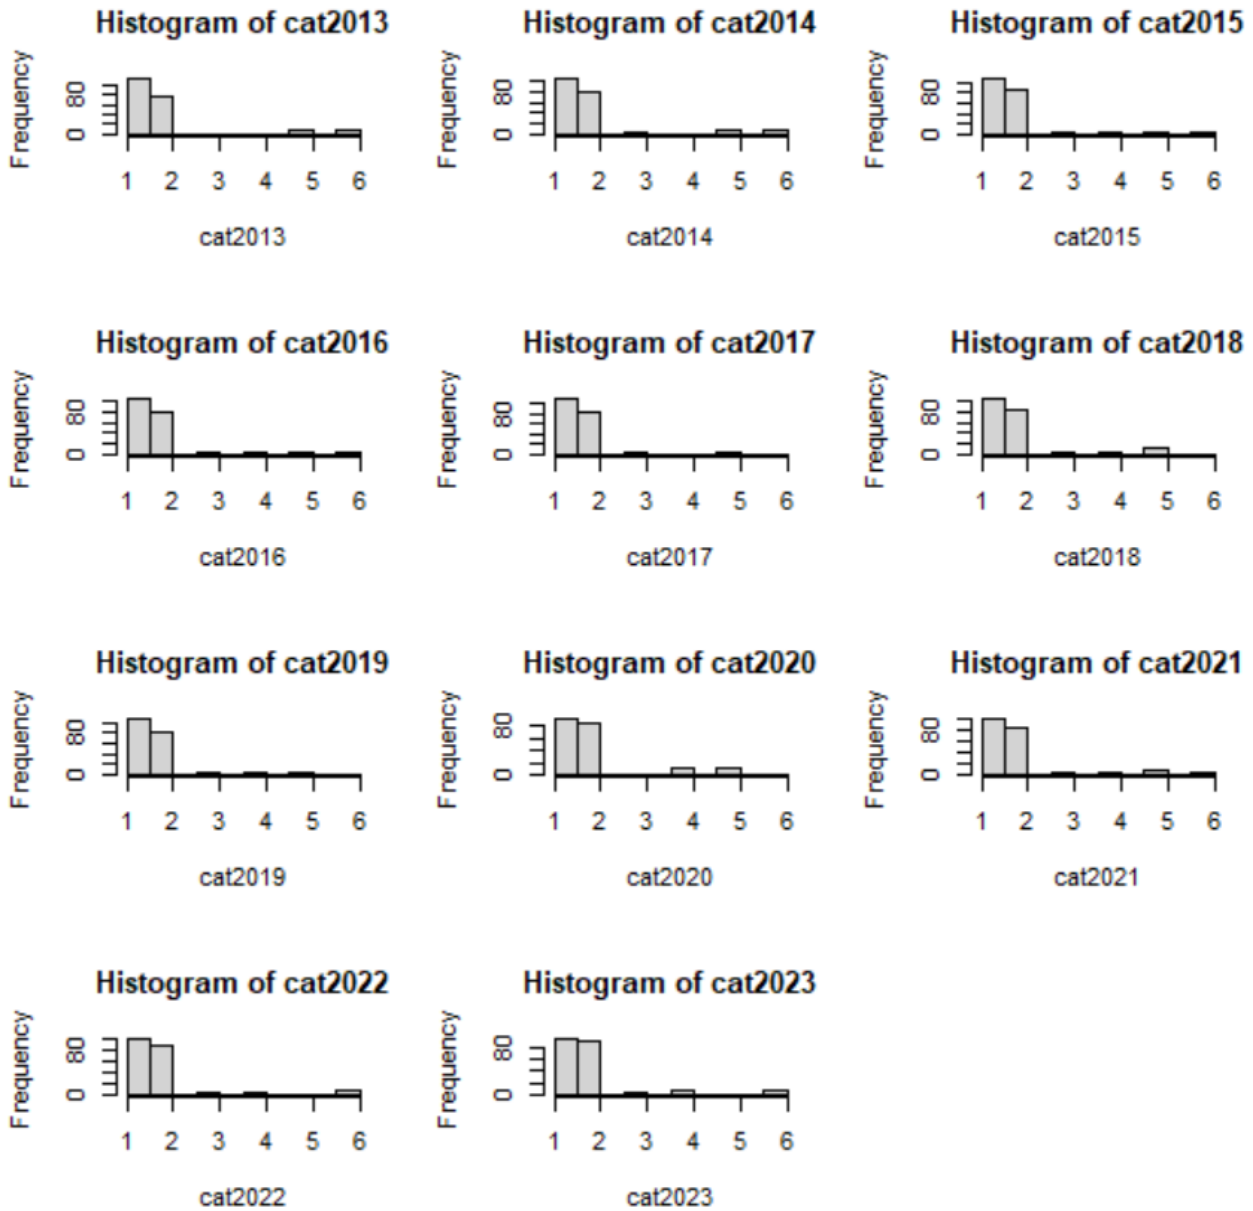 Histogram of cat2013
Frequency
80
0
1 2 3 4 5 6
cat2013
Histogram of cat2014
Frequency
80
0
1 2 3 4 5 6
cat2014
Histogram of cat2015
Frequency
80
0
1 2 3 4 5 6
cat2015
Histogram of cat2016
Frequency
80
0
1 2 3 4 5 6
cat2016
Histogram of cat2017
Frequency
80
0
1 2 3 4 5 6
cat2017
Histogram of cat2018
Frequency
80
0
1 2 3 4 5 6
cat2018
Histogram of cat2019
Frequency
80
0
1 2 3 4 5 6
cat2019
Histogram of cat2020
Frequency
80
0
1 2 3 4 5 6
cat2020
Histogram of cat2021
Frequency
80
0
1 2 3 4 5 6
cat2021
Histogram of cat2022
Frequency
80
0
1 2 3 4 5 6
cat2022
Histogram of cat2023
Frequency
80
0
1 2 3 4 5 6
cat2023